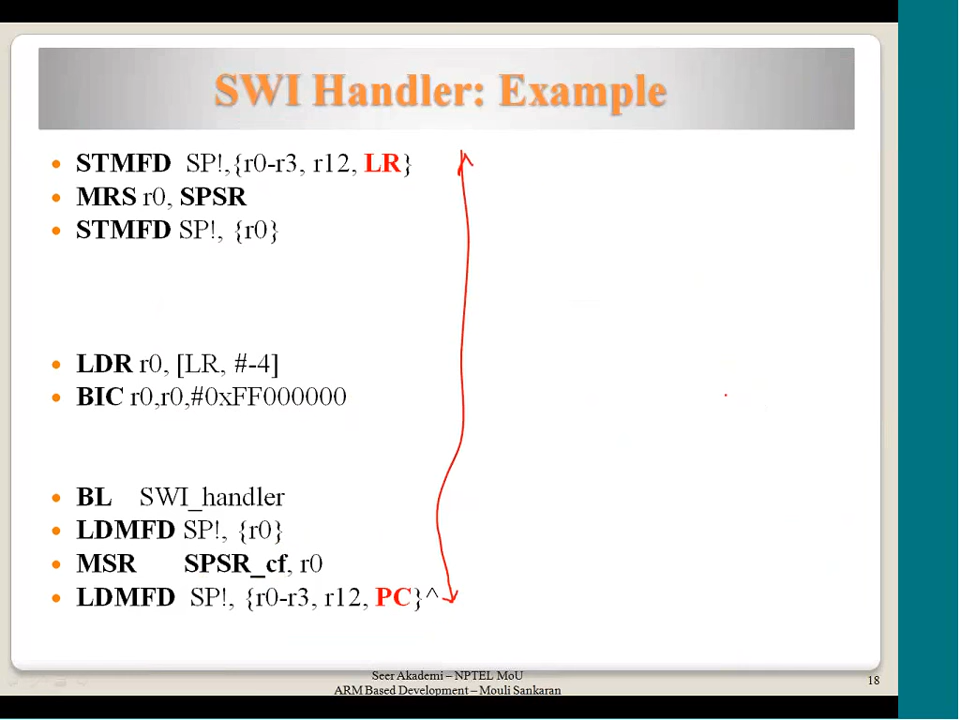 SWI Handler: Example
• STMFD SP!,{r0-r3, r12, LR}
• MRS r0, SPSR
• STMFD SP!, {r0}
• LDR r0, [LR, #-4]
• BIC r0,r0,#0xFF000000
• BL SWI_handler
• LDMFD SP!, {r0}
• MSR SPSR_cf, r0
• LDMFD SP!, {r0-r3, r12, PC}^
Seer Akademi – NPTEL MoU
ARM Based Development – Mouli Sankaran
18